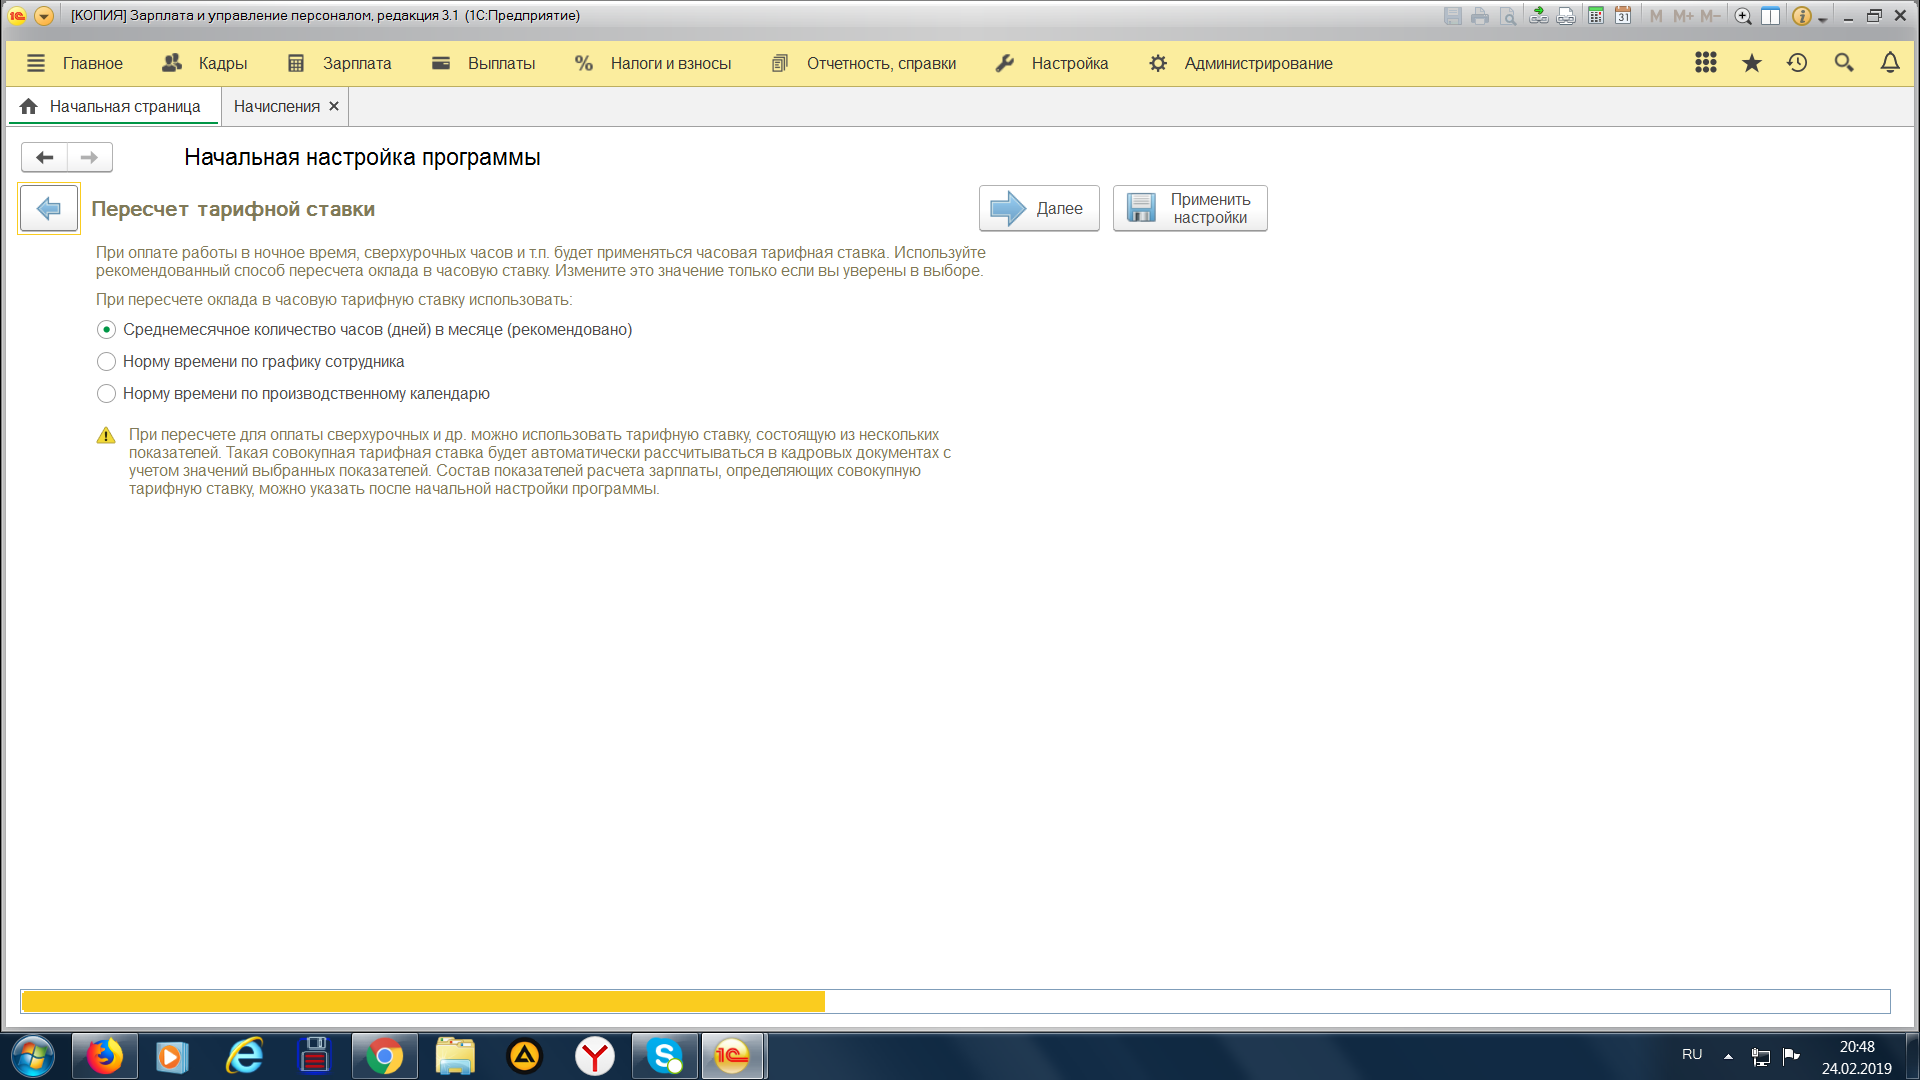 [КОПИЯ] Зарплата и управление персоналом, редакция 3.1 (1С:Предприятие)
M M+ M-
Главное Кадры Зарплата Выплаты Налоги и взносы Отчетность, справки Настройка Администрирование
Начальная страница Начисления
Начальная настройка программы
Пересчет тарифной ставки
Далее
Применить
настройки
При оплате работы в ночное время, сверхурочных часов и т.п. будет применяться часовая тарифная ставка. Используйте
рекомендованный способ пересчета оклада в часовую ставку. Измените это значение только если вы уверены в выборе.
При пересчете оклада в часовую тарифную ставку использовать:
Среднемесячное количество часов (дней) в месяце (рекомендовано)
Норму времени по графику сотрудника
Норму времени по производственному календарю
При пересчете для оплаты сверхурочных и др. можно использовать тарифную ставку, состоящую из нескольких
показателей. Такая совокупная тарифная ставка будет автоматически рассчитываться в кадровых документах с
учетом значений выбранных показателей. Состав показателей расчета зарплаты, определяющих совокупную
тарифную ставку, можно указать после начальной настройки программы.
RU
20:48
24.02.2019